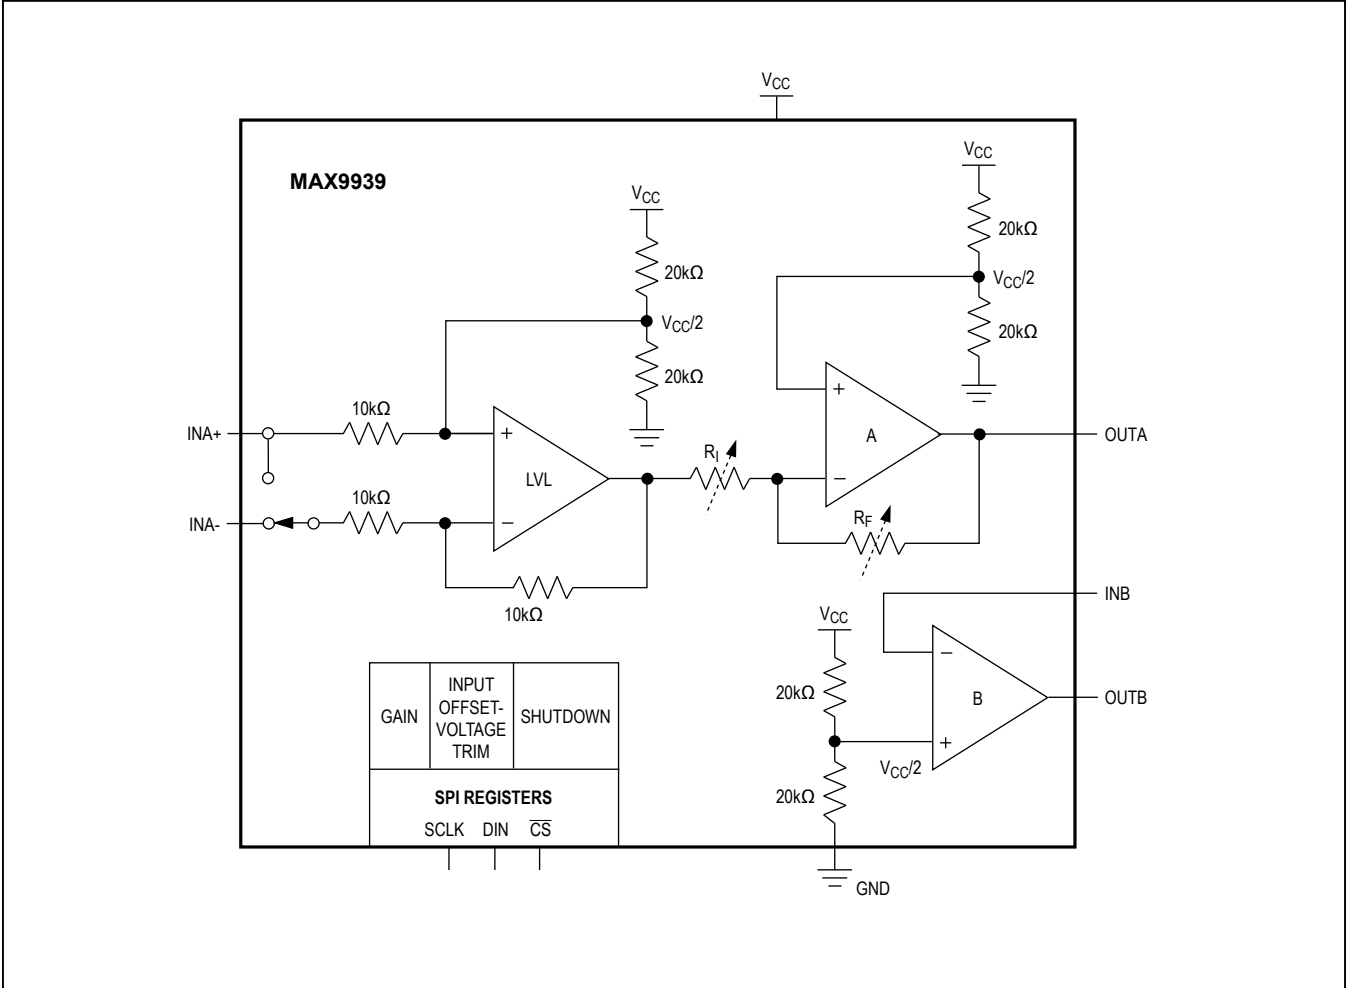 VCC
MAX9939
VCC
20kΩ
VCC/2
20kΩ
VCC
20kΩ
VCC/2
20kΩ
INA+
10kΩ
+
LVL
−
INA-
10kΩ
10kΩ
RI
+
A
−
OUTA
RF
INB
VCC
20kΩ
−
B
+
OUTB
VCC/2
20kΩ
GND
GAIN
INPUT
OFFSET-
VOLTAGE
TRIM
SHUTDOWN
SPI REGISTERS
SCLK DIN CS